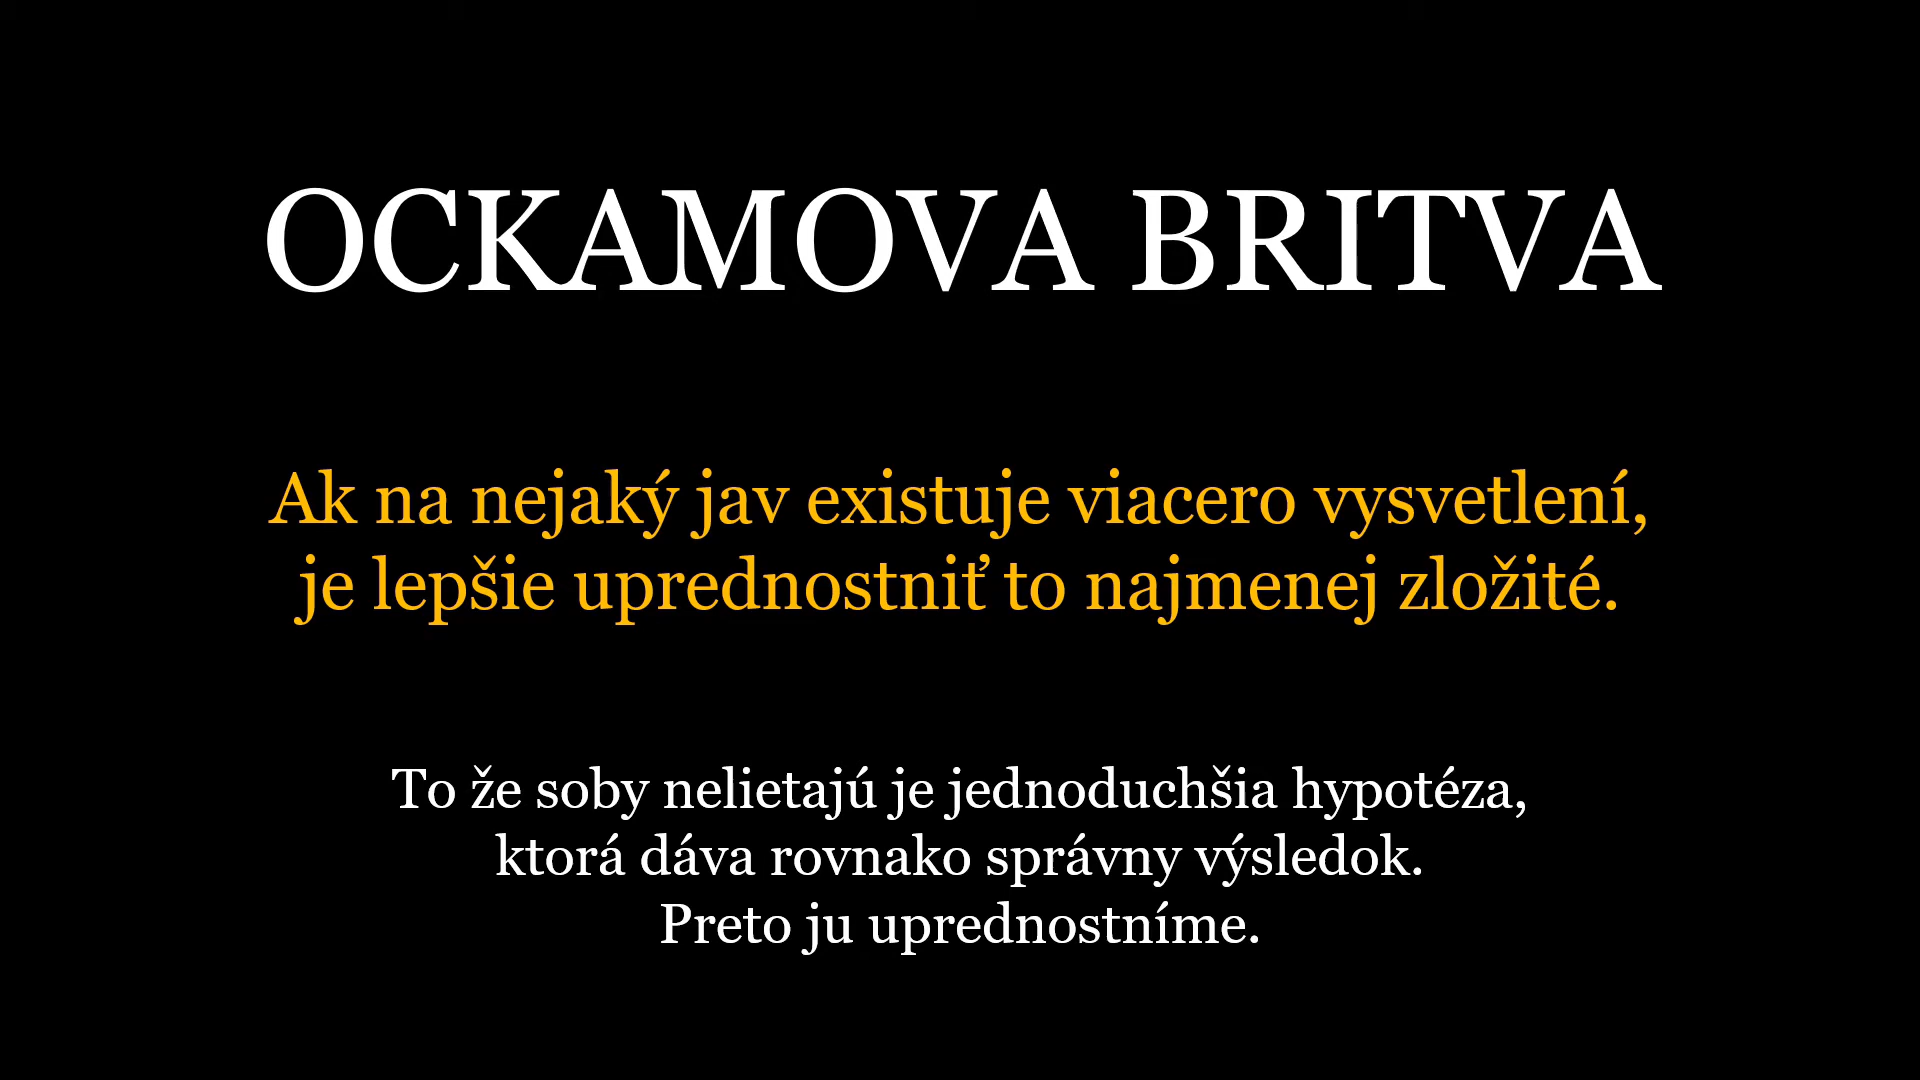 OCKAMOVA BRITVA
Ak na nejaký jav existuje viacero vysvetlení,
je lepšie uprednostniť to najmenej zložité.
To že soby nelietajú je jednoduchšia hypotéza,
ktorá dáva rovnako správny výsledok.
Preto ju uprednostníme.